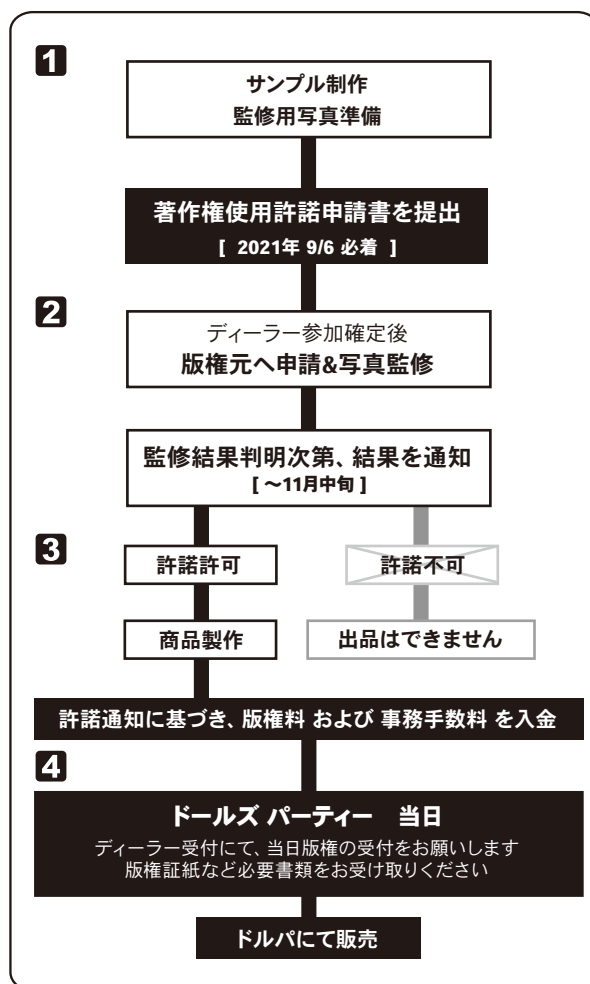 1
サンプル制作
監修用写真準備
著作権使用許諾申請書を提出
[ 2021年 9/6 必着 ]
2
ディーラー参加確定後
版権元へ申請&写真監修
監修結果判明次第、結果を通知
[ ～11月中旬 ]
3
許諾許可
許諾不可
商品製作
出品はできません
許諾通知に基づき、版権料 および 事務手数料 を入金
4
ドールズ パーティー　当日
ディーラー受付にて、当日版権の受付をお願いします
版権証紙など必要書類をお受け取りください
ドルパにて販売